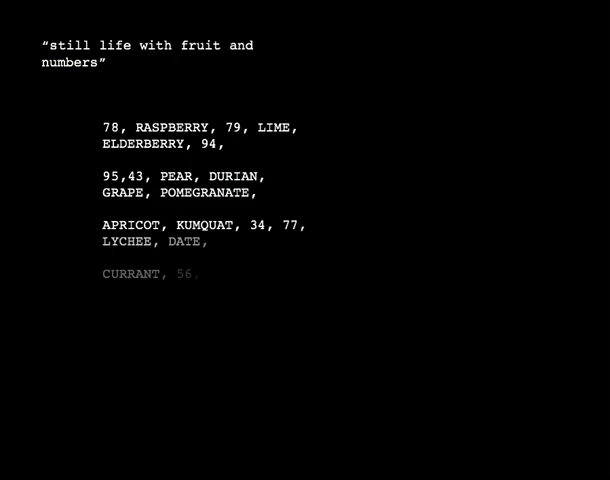 “still life with fruit and
numbers”
78, RASPBERRY, 79, LIME,
ELDERBERRY, 94,
95,43, PEAR, DURIAN,
GRAPE, POMEGRANATE,
APRICOT, KUMQUAT, 34, 77,
LYCHEE, DATE,
CURRANT, 56,